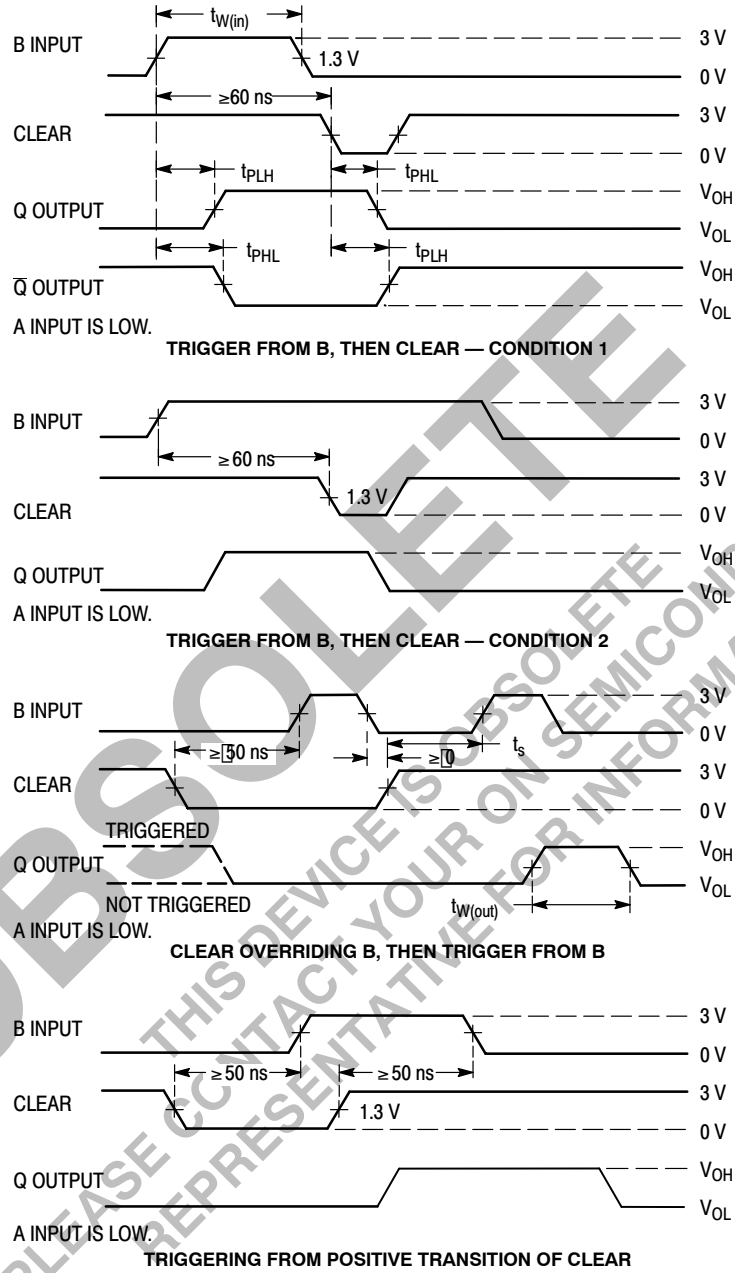 tW(in)
B INPUT
3 V
1.3 V
0 V
≥60 ns
3 V
CLEAR
0 V
tPLH
tPHL
VOH
Q OUTPUT
VOL
tPHL
tPLH
VOH
Q̅ OUTPUT
VOL
A INPUT IS LOW.
TRIGGER FROM B, THEN CLEAR — CONDITION 1
3 V
B INPUT
0 V
≥ 60 ns
3 V
1.3 V
CLEAR
0 V
VOH
Q OUTPUT
VOL
A INPUT IS LOW.
TRIGGER FROM B, THEN CLEAR — CONDITION 2
3 V
B INPUT
0 V
≥ 50 ns
≥ 0
ts
3 V
CLEAR
0 V
TRIGGERED
VOH
Q OUTPUT
VOL
NOT TRIGGERED
tW(out)
A INPUT IS LOW.
CLEAR OVERRIDING B, THEN TRIGGER FROM B
3 V
B INPUT
0 V
≥ 50 ns
≥ 50 ns
3 V
CLEAR
1.3 V
0 V
VOH
Q OUTPUT
VOL
A INPUT IS LOW.
TRIGGERING FROM POSITIVE TRANSITION OF CLEAR
OBSOLETE
THIS DEVICE IS OBSOLETE
PLEASE CONTACT YOUR ON
REPRESENTATIVE FOR